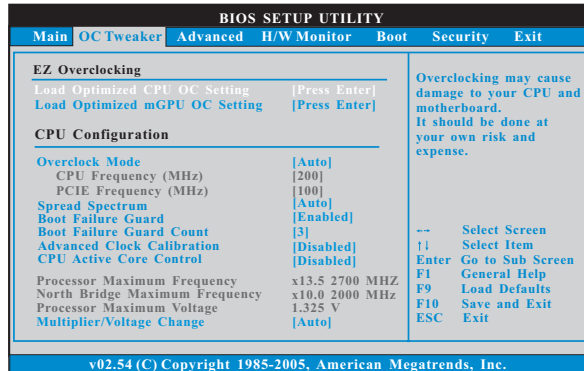 BIOS SETUP UTILITY
Main OC Tweaker Advanced H/W Monitor Boot Security Exit
EZ Overclocking
Load Optimized CPU OC Setting [Press Enter]
Load Optimized mGPU OC Setting [Press Enter]
CPU Configuration
Overclock Mode [Auto]
CPU Frequency (MHz) [200]
PCIE Frequency (MHz) [100]
Spread Spectrum [Auto]
Boot Failure Guard [Enabled]
Boot Failure Guard Count [3]
Advanced Clock Calibration [Disabled]
CPU Active Core Control [Disabled]
Processor Maximum Frequency x13.5 2700 MHZ
North Bridge Maximum Frequency x10.0 2000 MHz
Processor Maximum Voltage 1.325 V
Multiplier/Voltage Change [Auto]
Overclocking may cause
damage to your CPU and
motherboard.
It should be done at
your own risk and
expense.
←→ Select Screen
↑↓ Select Item
Enter Go to Sub Screen
F1 General Help
F9 Load Defaults
F10 Save and Exit
ESC Exit
v02.54 (C) Copyright 1985-2005, American Megatrends, Inc.